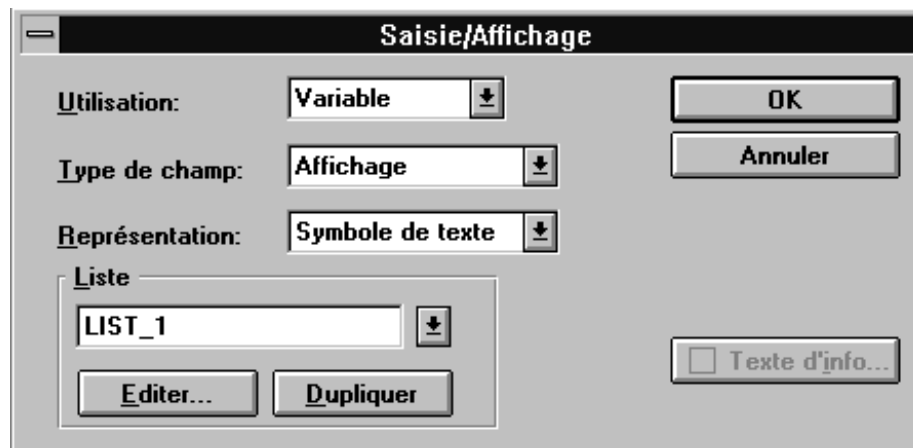 Saisie/Affichage
Utilisation: Variable OK
Type de champ: Affichage Annuler
Représentation: Symbole de texte
Liste
LIST_1
Texte d'info...
Editer... Dupliquer